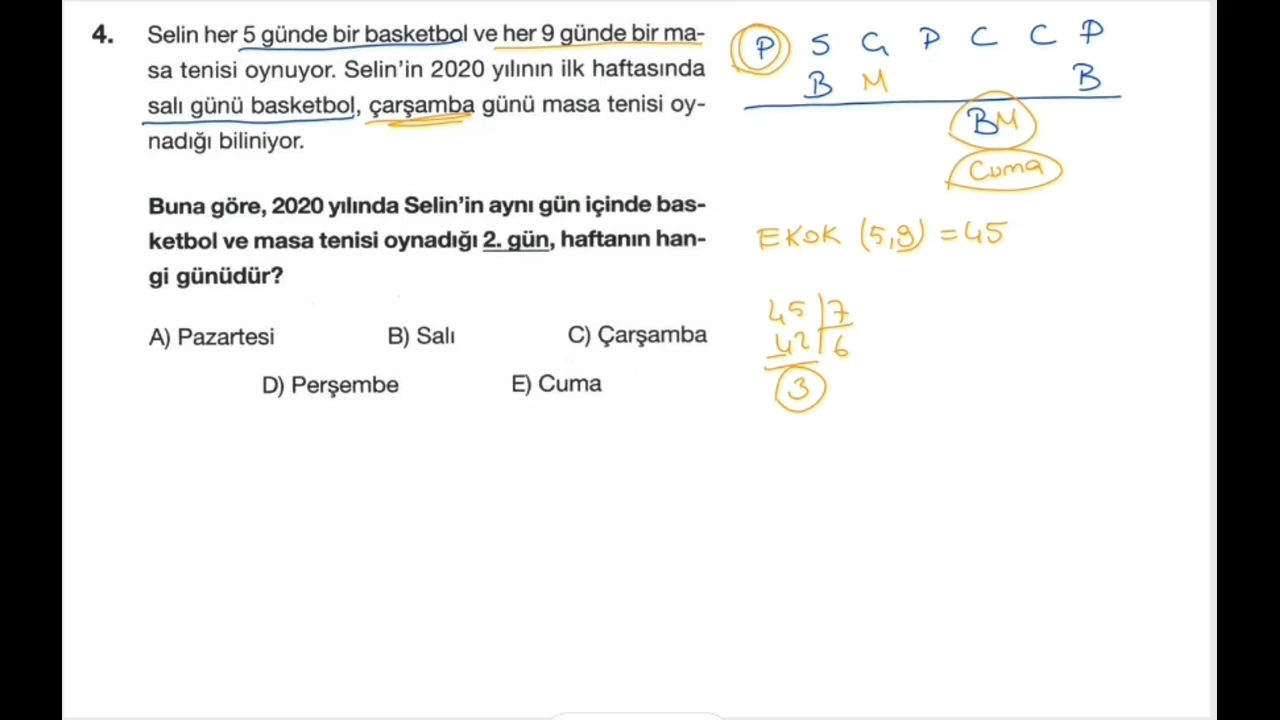 4. Selin her 5 günde bir basketbol ve her 9 günde bir ma-
sa tenisi oynuyor. Selin'in 2020 yılının ilk haftasında
salı günü basketbol, çarşamba günü masa tenisi oy-
nadığı biliniyor.
Buna göre, 2020 yılında Selin'in aynı gün içinde bas-
ketbol ve masa tenisi oynadığı 2. gün, haftanın han-
gi günüdür?
A) Pazartesi B) Salı C) Çarşamba
D) Perşembe E) Cuma
P S Ç P C C P
B M B
BM
Cuma
EKOK (5,9) = 45
45 7
42 6
3